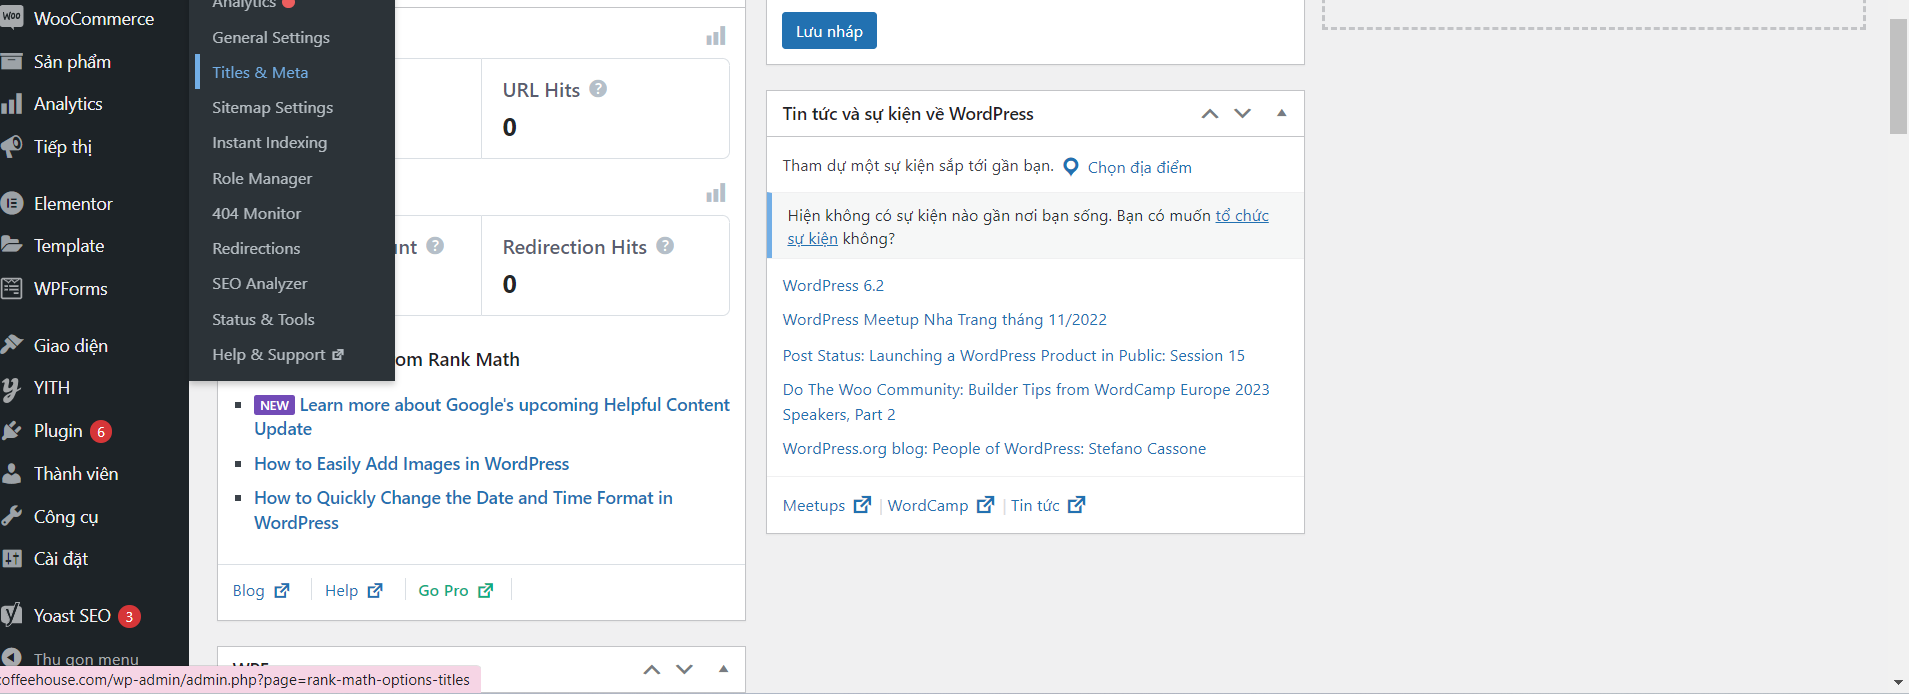 WooCommerce
Sản phẩm
Analytics
Tiếp thị
Elementor
Template
WPForms
Giao diện
YITH
Plugin 6
Thành viên
Công cụ
Cài đặt
Yoast SEO 3
Thu gọn menu
Analytics
General Settings
Titles & Meta
Sitemap Settings
Instant Indexing
Role Manager
404 Monitor
Redirections
SEO Analyzer
Status & Tools
Help & Support
URL Hits ?
0
unt ?
Redirection Hits ?
0
om Rank Math
NEW Learn more about Google's upcoming Helpful Content
Update
How to Easily Add Images in WordPress
How to Quickly Change the Date and Time Format in
WordPress
Blog
Help
Go Pro
offeehouse.com/wp-admin/admin.php?page=rank-math-options-titles
Lưu nháp
Tin tức và sự kiện về WordPress
Tham dự một sự kiện sắp tới gần bạn. Chọn địa điểm
Hiện không có sự kiện nào gần nơi bạn sống. Bạn có muốn tổ chức
sự kiện không?
WordPress 6.2
WordPress Meetup Nha Trang tháng 11/2022
Post Status: Launching a WordPress Product in Public: Session 15
Do The Woo Community: Builder Tips from WordCamp Europe 2023
Speakers, Part 2
WordPress.org blog: People of WordPress: Stefano Cassone
Meetups | WordCamp | Tin tức